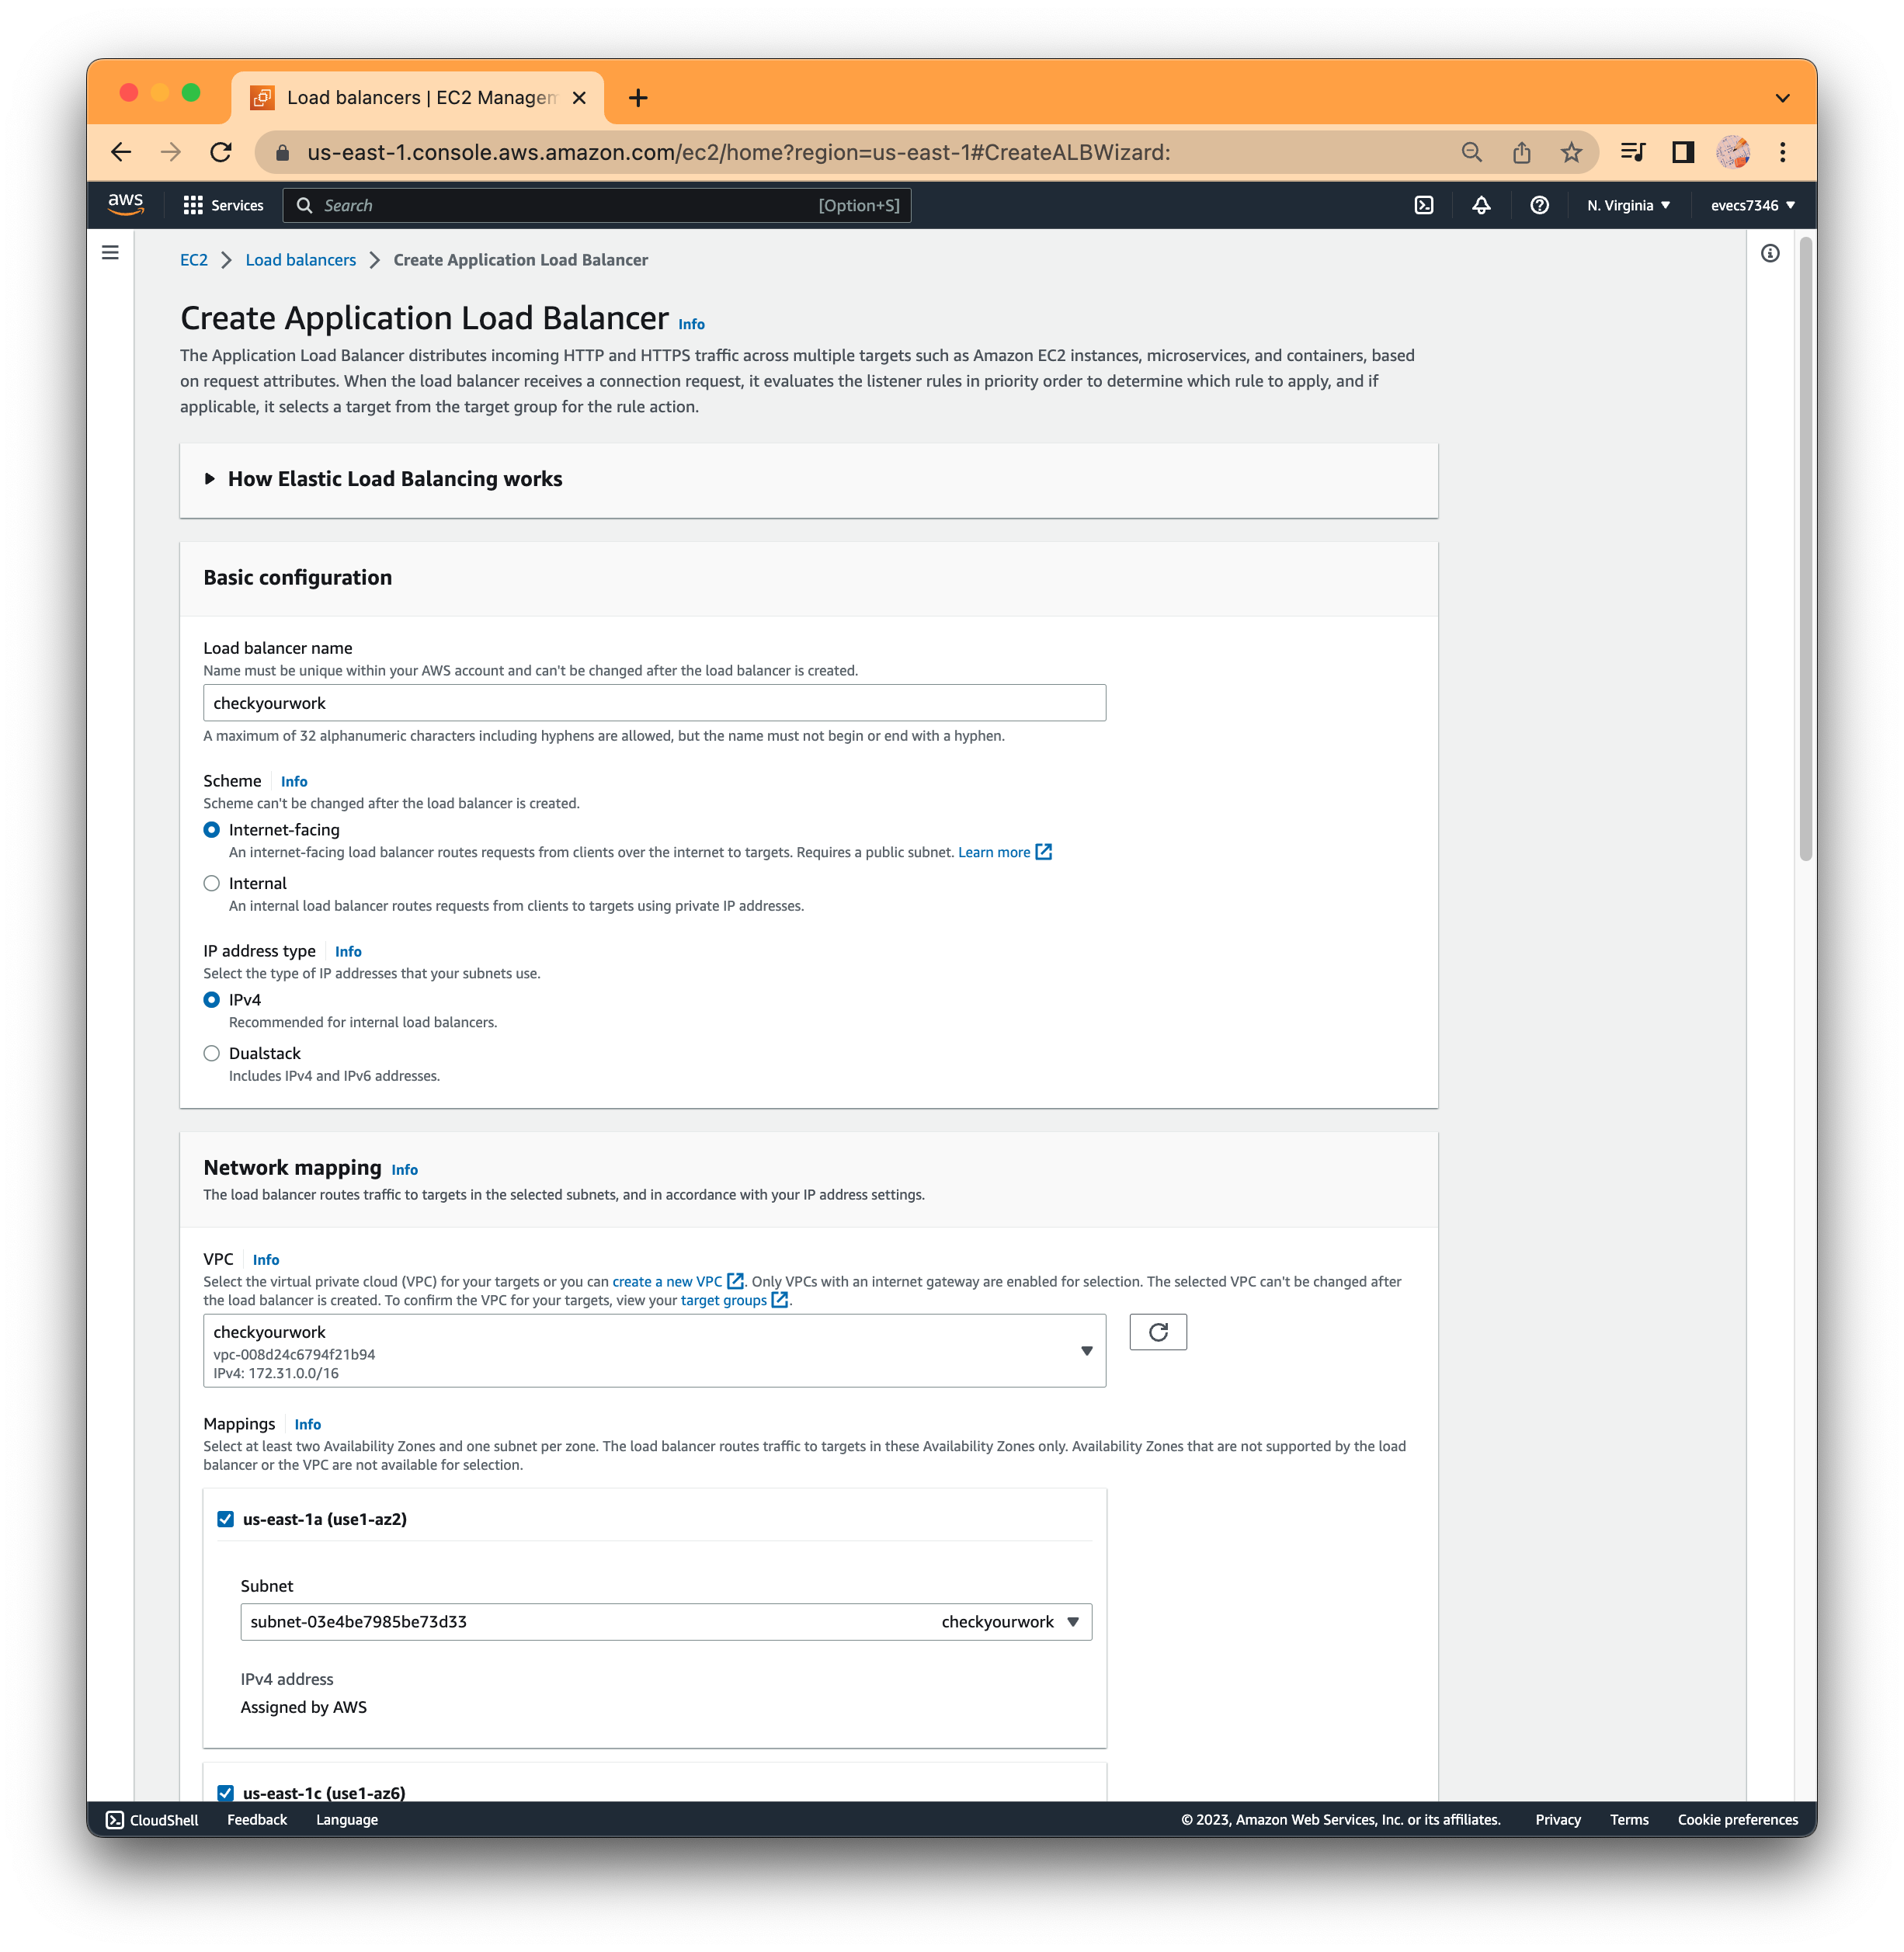 Load balancers | EC2 Managem
us-east-1.console.aws.amazon.com/ec2/home?region=us-east-1#CreateALBWizard:
aws Services Search [Option+S] N. Virginia evecs7346
EC2 Load balancers Create Application Load Balancer
Create Application Load Balancer Info
The Application Load Balancer distributes incoming HTTP and HTTPS traffic across multiple targets such as Amazon EC2 instances, microservices, and containers, based
on request attributes. When the load balancer receives a connection request, it evaluates the listener rules in priority order to determine which rule to apply, and if
applicable, it selects a target from the target group for the rule action.
How Elastic Load Balancing works
Basic configuration
Load balancer name
Name must be unique within your AWS account and can't be changed after the load balancer is created.
checkyourwork
A maximum of 32 alphanumeric characters including hyphens are allowed, but the name must not begin or end with a hyphen.
Scheme Info
Scheme can't be changed after the load balancer is created.
Internet-facing
An internet-facing load balancer routes requests from clients over the internet to targets. Requires a public subnet. Learn more
Internal
An internal load balancer routes requests from clients to targets using private IP addresses.
IP address type Info
Select the type of IP addresses that your subnets use.
IPv4
Recommended for internal load balancers.
Dualstack
Includes IPv4 and IPv6 addresses.
Network mapping Info
The load balancer routes traffic to targets in the selected subnets, and in accordance with your IP address settings.
VPC Info
Select the virtual private cloud (VPC) for your targets or you can create a new VPC . Only VPCs with an internet gateway are enabled for selection. The selected VPC can't be changed after
the load balancer is created. To confirm the VPC for your targets, view your target groups .
checkyourwork
vpc-008d24c6794f21b94
IPv4: 172.31.0.0/16
Mappings Info
Select at least two Availability Zones and one subnet per zone. The load balancer routes traffic to targets in these Availability Zones only. Availability Zones that are not supported by the load
balancer or the VPC are not available for selection.
us-east-1a (use1-az2)
Subnet
subnet-03e4be7985be73d33 checkyourwork
IPv4 address
Assigned by AWS
us-east-1c (use1-az6)
CloudShell Feedback Language © 2023, Amazon Web Services, Inc. or its affiliates. Privacy Terms Cookie preferences